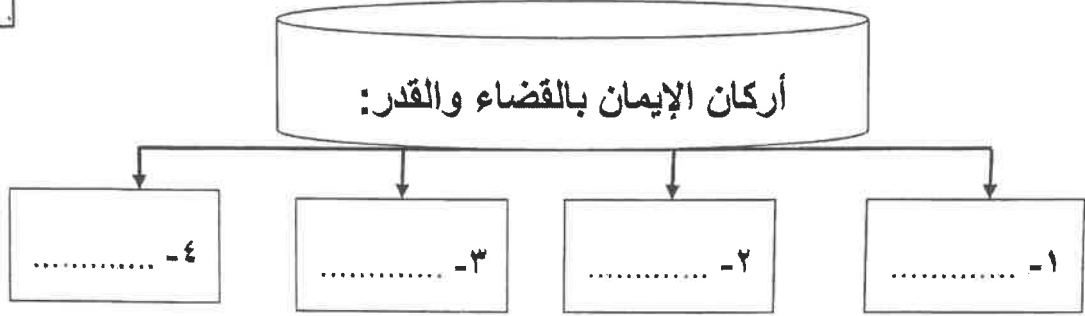 أركان الإيمان بالقضاء والقدر:
١- ............
٢- ............
٣- ............
٤- ............